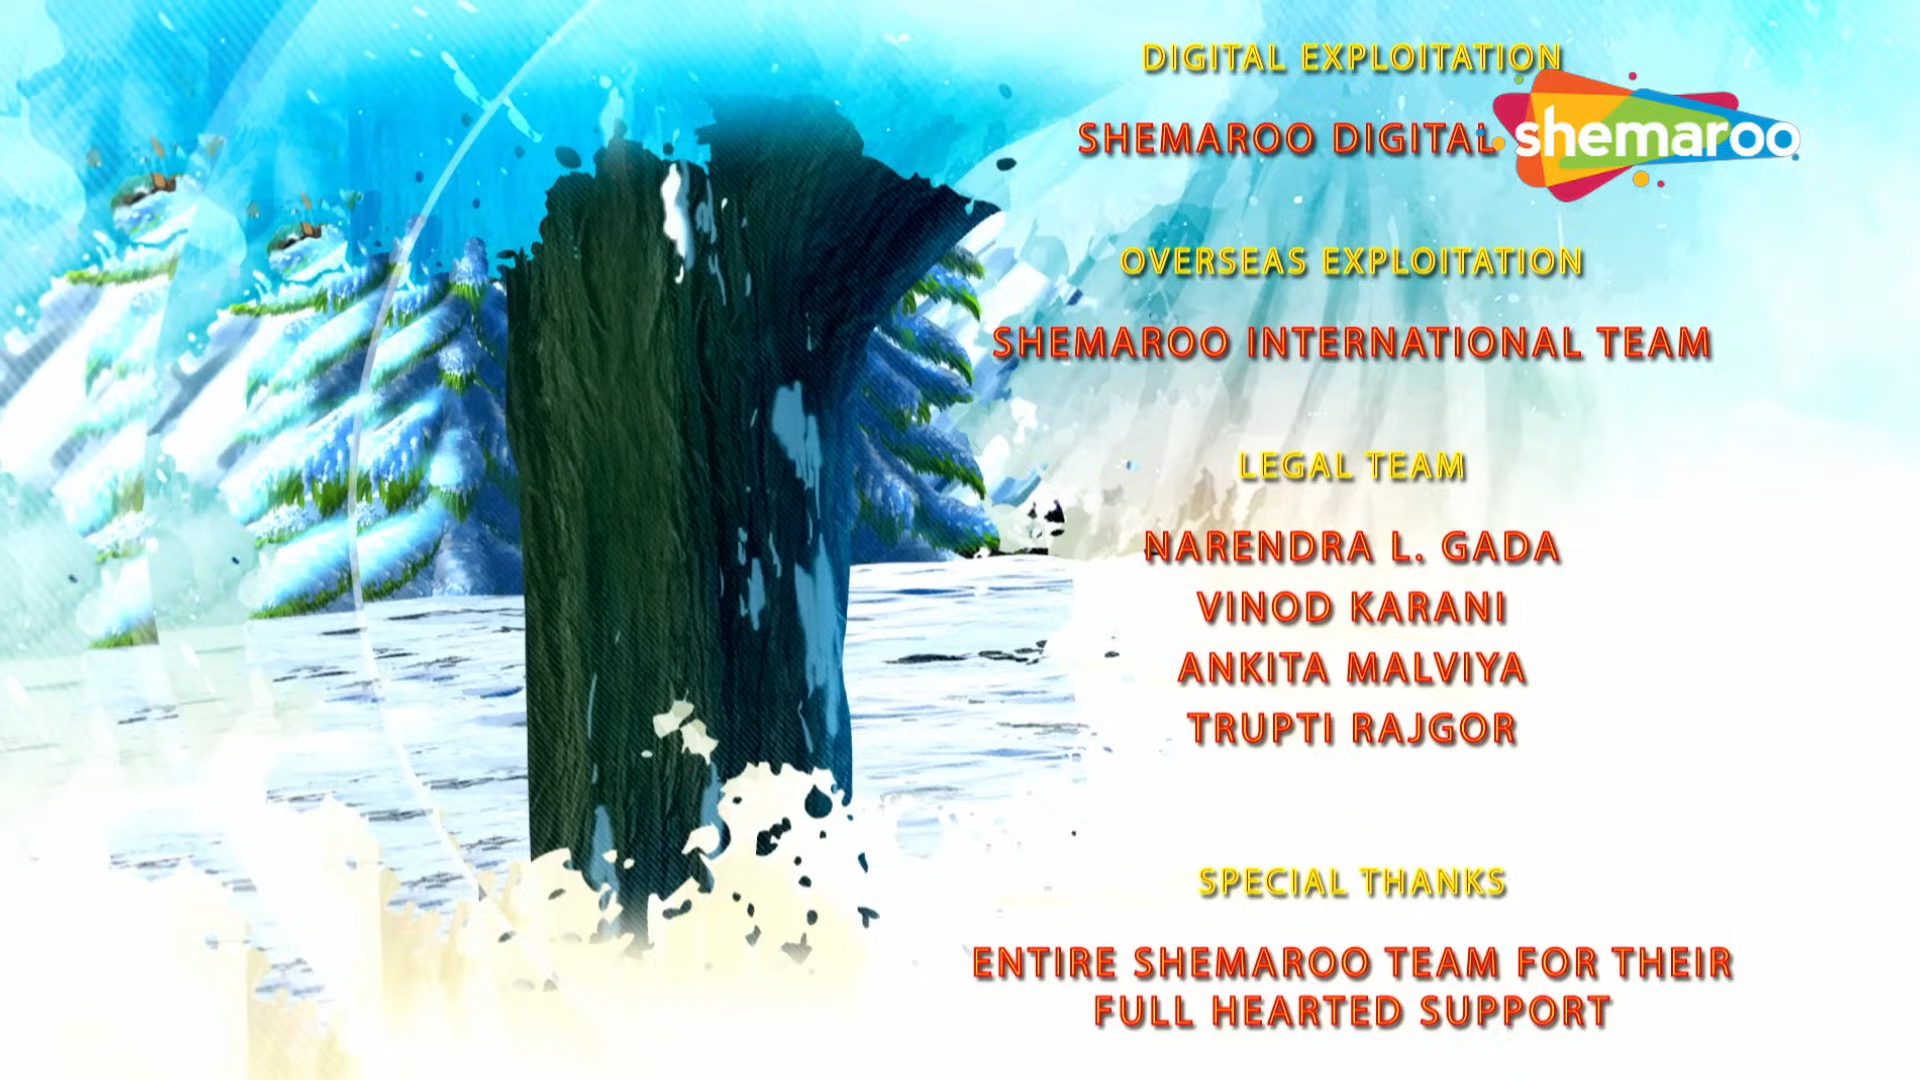 DIGITAL EXPLOITATION
SHEMAROO DIGITAL
shemaroo
OVERSEAS EXPLOITATION
SHEMAROO INTERNATIONAL TEAM
LEGAL TEAM
NARENDRA L. GADA
VINOD KARANI
ANKITA MALVIYA
TRUPTI RAJGOR
SPECIAL THANKS
ENTIRE SHEMAROO TEAM FOR THEIR
FULL HEARTED SUPPORT